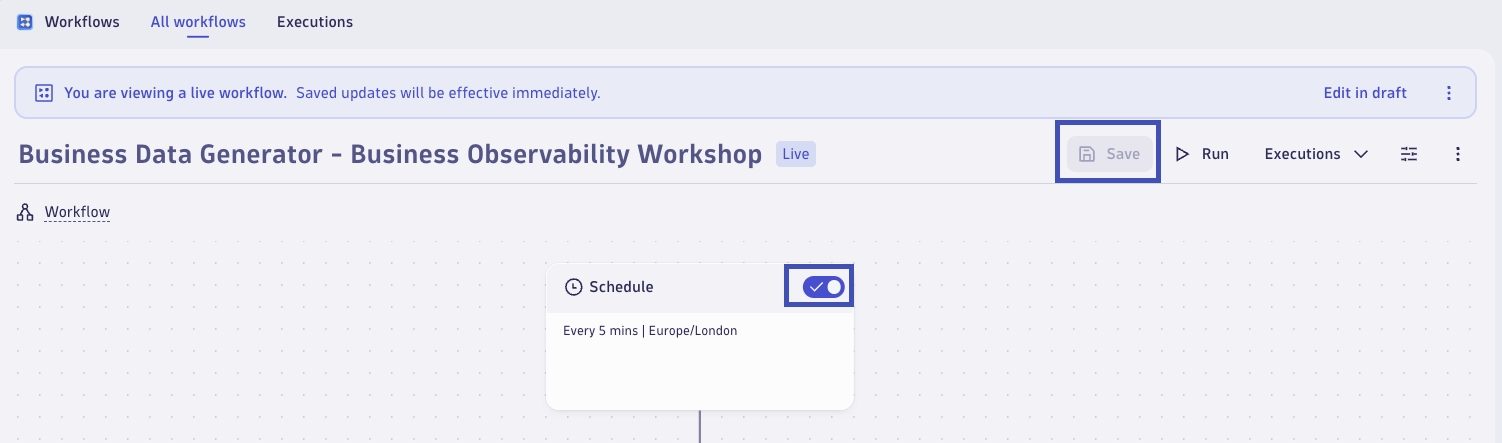 Workflows All workflows Executions
You are viewing a live workflow. Saved updates will be effective immediately. Edit in draft
Business Data Generator - Business Observability Workshop Live Save Run Executions
Workflow
Schedule
Every 5 mins | Europe/London